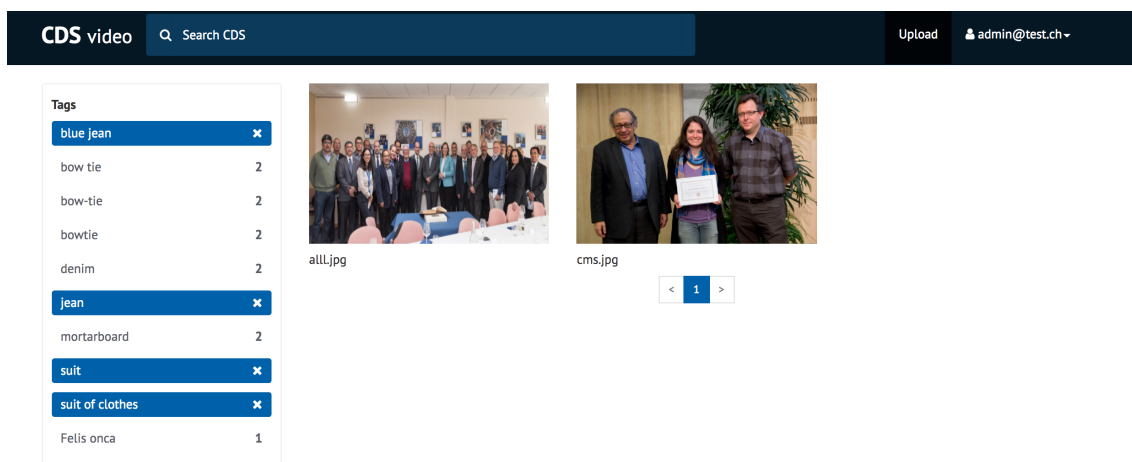 CDS video Search CDS Upload admin@test.ch
Tags
blue jean ×
bow tie 2
bow-tie 2
bowtie 2
denim 2
jean ×
mortarboard 2
suit ×
suit of clothes ×
Felis onca 1
alll.jpg cms.jpg
< 1 >